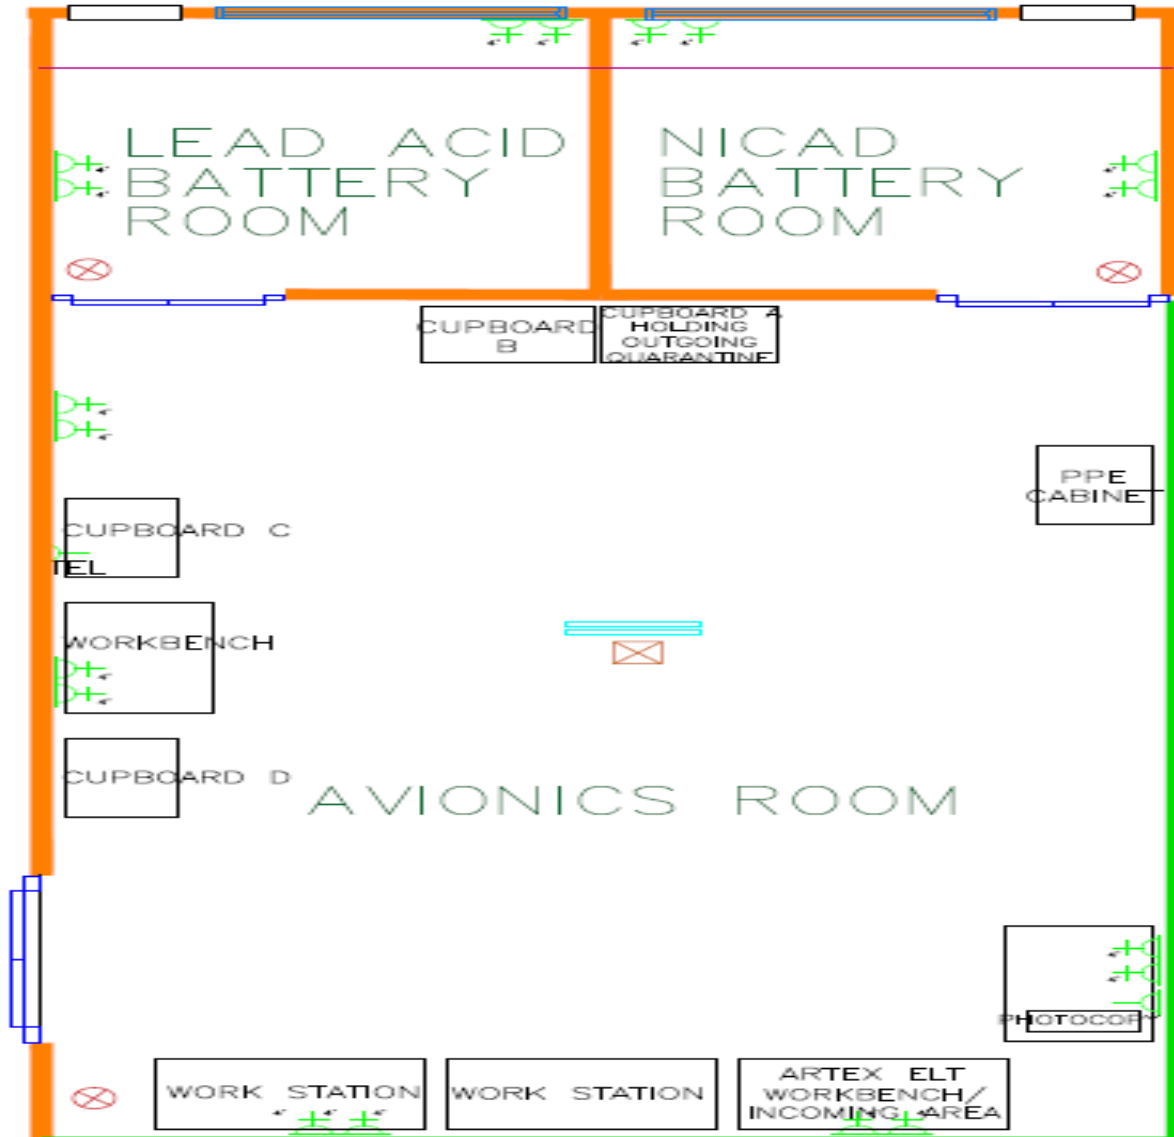 LEAD ACID
BATTERY
ROOM
NICAD
BATTERY
ROOM
CUPBOARD
B
CUPBOARD A
HOLDING
OUTGOING
QUARANTINE
PPE
CABINET
CUPBOARD C
TEL
WORKBENCH
CUPBOARD D
AVIONICS ROOM
PHOTOCOPY
WORK STATION
WORK STATION
ARTEX ELT
WORKBENCH/
INCOMING AREA